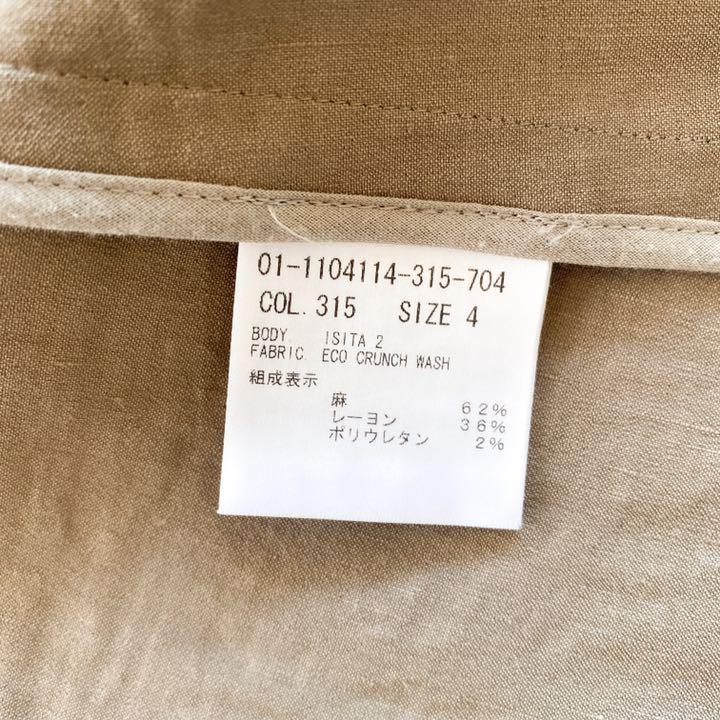 01-1104114-315-704
COL. 315 SIZE 4
BODY. ISITA 2
FABRIC. ECO CRUNCH WASH
組成表示
麻 62%
レーヨン 36%
ポリウレタン 2%